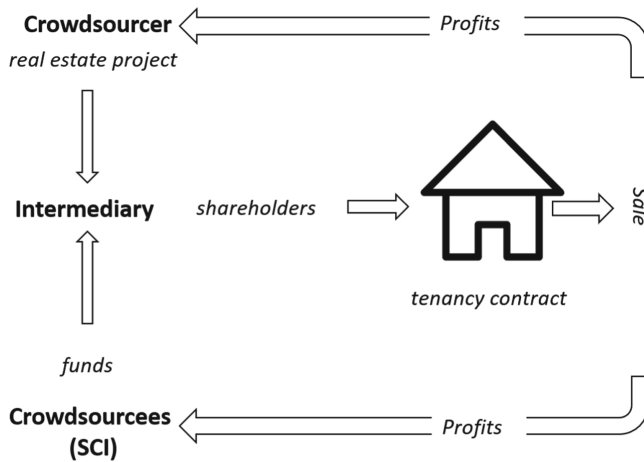 Crowdsourcer
Profits
real estate project
Intermediary
shareholders
Sale
tenancy contract
funds
Crowdsourcees
(SCI)
Profits